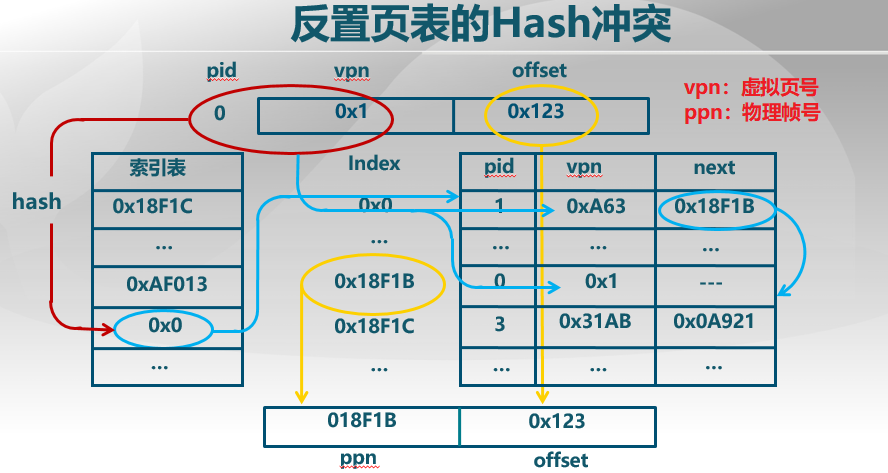 反置页表的Hash冲突
pid vpn offset
0 0x1 0x123
vpn：虚拟页号
ppn：物理帧号
hash
索引表 Index pid vpn next
0x18F1C 0x0 1 0xA63 0x18F1B
... ... ... ... ...
0xAF013 0x18F1B 0 0x1 ---
0x0 0x18F1C 3 0x31AB 0x0A921
... ... ... ... ...
018F1B 0x123
ppn offset